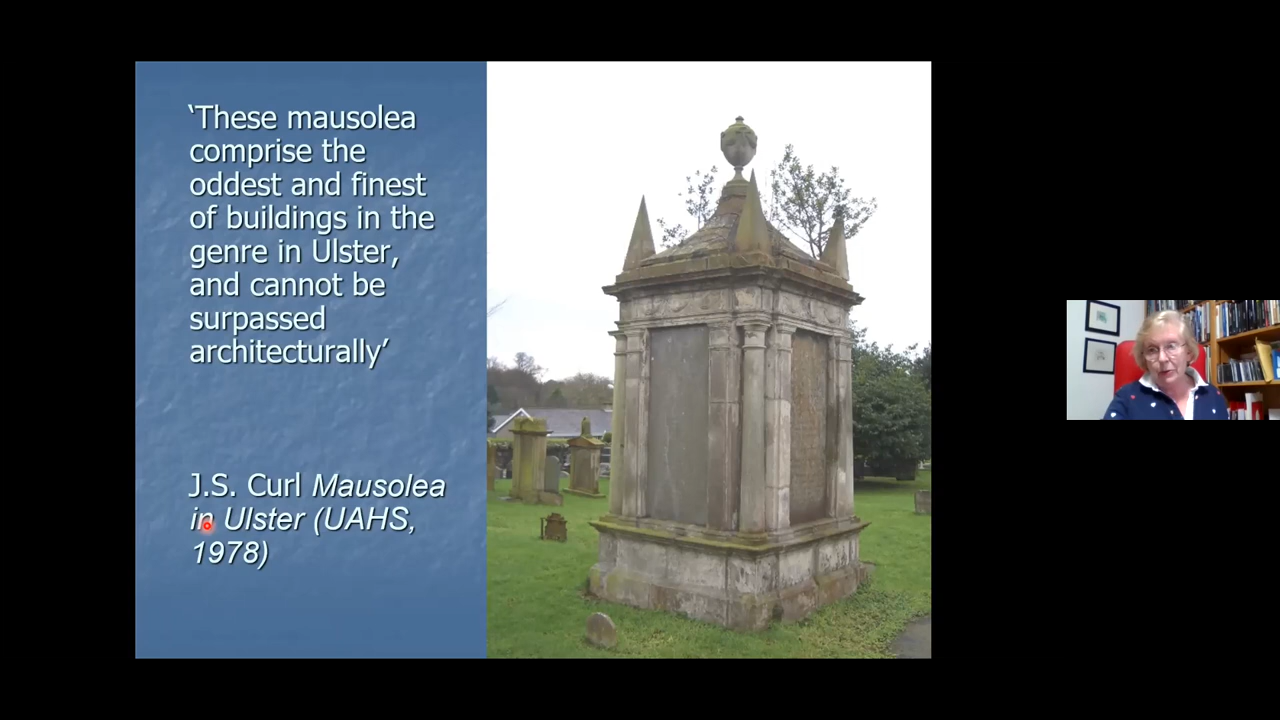 ‘These mausolea
comprise the
oddest and finest
of buildings in the
genre in Ulster,
and cannot be
surpassed
architecturally’
J.S. Curl Mausolea
in Ulster (UAHS,
1978)